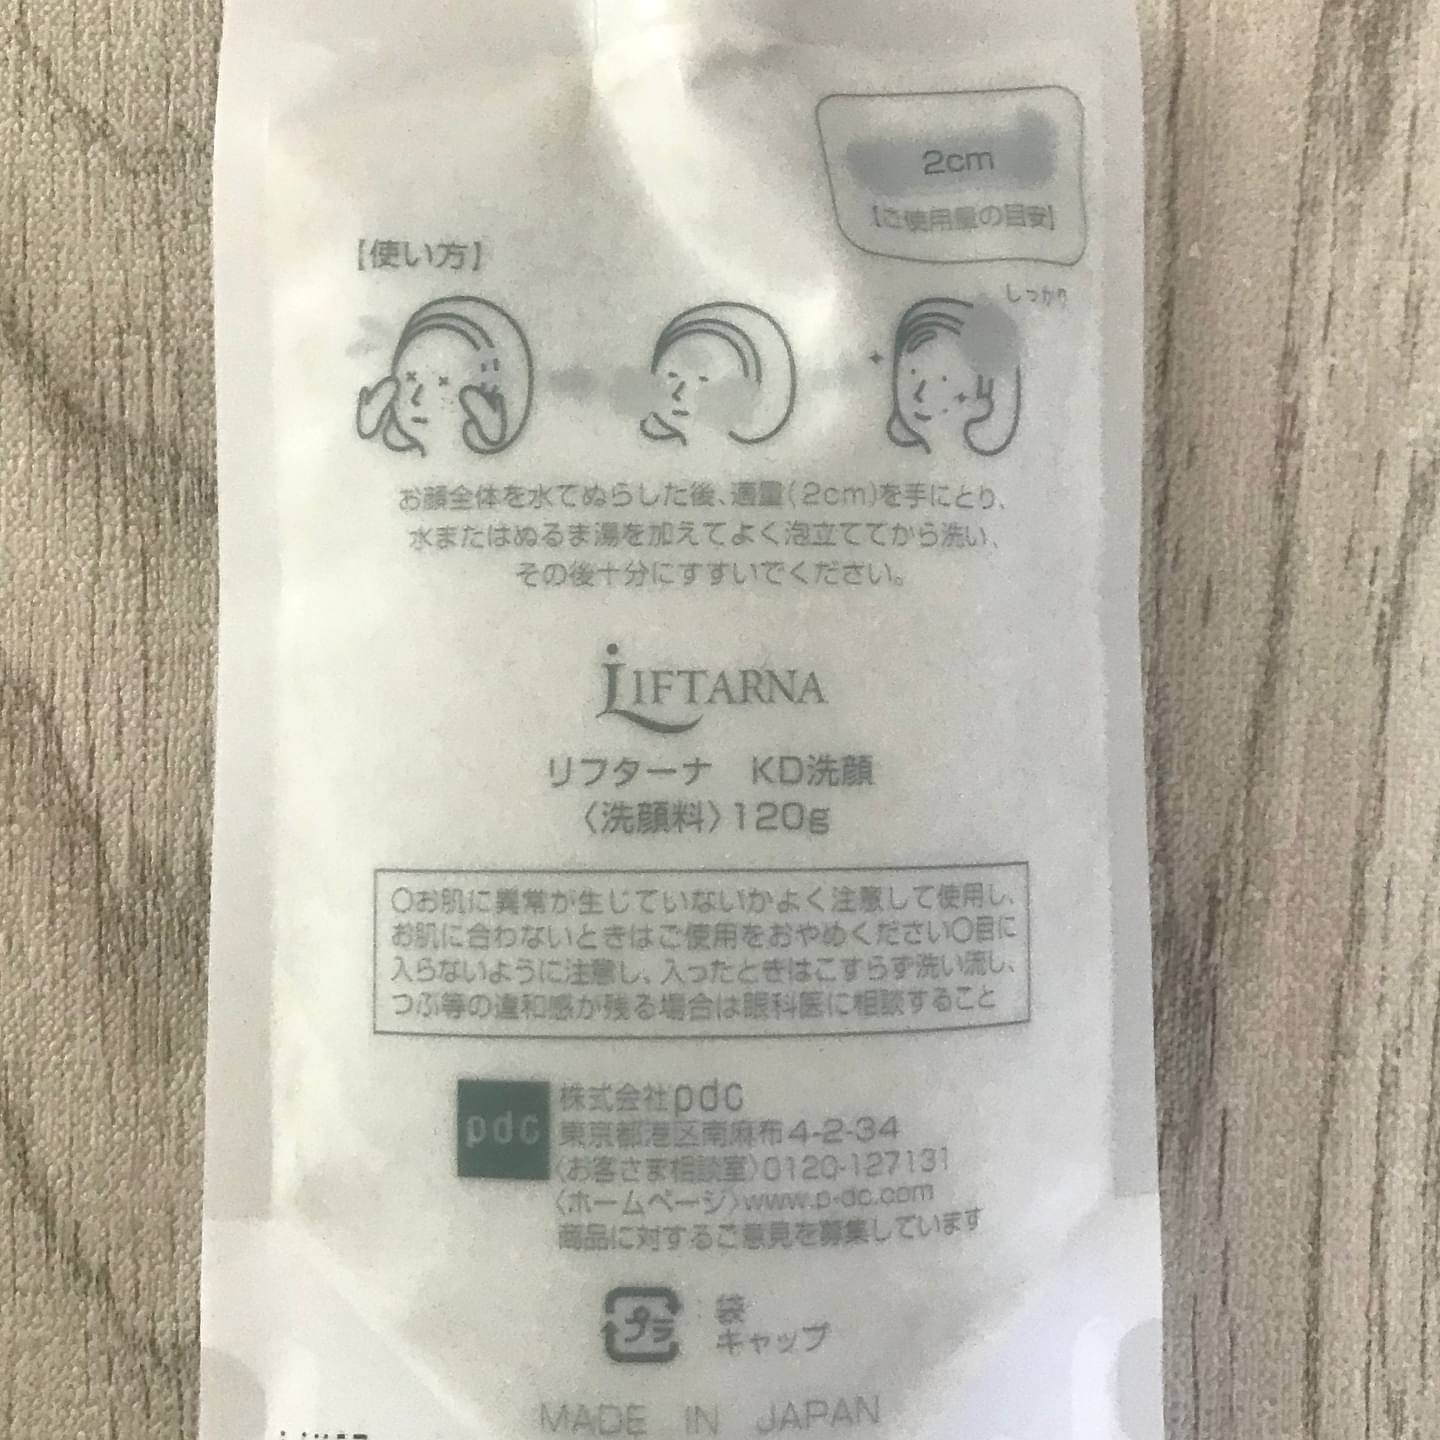 2cm
【ご使用量の目安】
【使い方】
しっかり
お顔全体を水でぬらした後、適量(2cm)を手にとり、
水またはぬるま湯を加えてよく泡立ててから洗い、
その後十分にすすいでください。
LIFTARNA
リフターナ KD洗顔
〈洗顔料〉120g
○お肌に異常が生じていないかよく注意して使用し、
お肌に合わないときはご使用をおやめください○目に
入らないように注意し、入ったときはこすらず洗い流し、
つぶ等の違和感が残る場合は眼科医に相談すること
pdc
株式会社pdc
東京都港区南麻布4-2-34
〈お客さま相談室〉0120-127131
〈ホームページ〉www.p-dc.com
商品に対するご意見を募集しています
プラ
: 袋
キャップ
MADE IN JAPAN